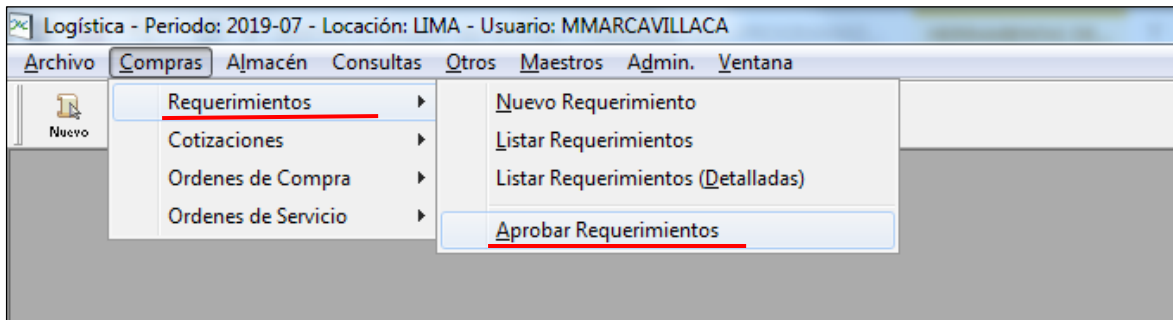 Logística - Periodo: 2019-07 - Locación: LIMA - Usuario: MMARCAVILLACA
Archivo Compras Almacén Consultas Otros Maestros Admin. Ventana
Nuevo
Requerimientos
Cotizaciones
Ordenes de Compra
Ordenes de Servicio
Nuevo Requerimiento
Listar Requerimientos
Listar Requerimientos (Detalladas)
Aprobar Requerimientos